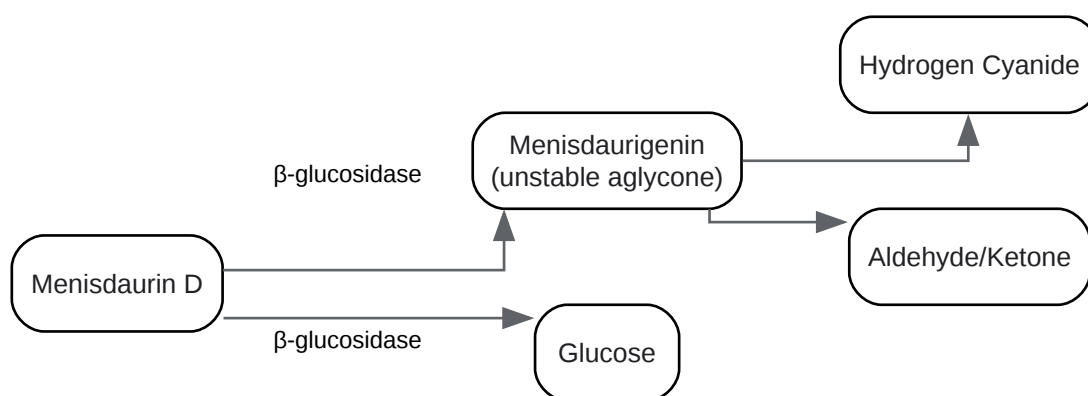 Hydrogen Cyanide
Menisdaurigenin
(unstable aglycone)
β-glucosidase
Aldehyde/Ketone
Menisdaurin D
β-glucosidase
Glucose